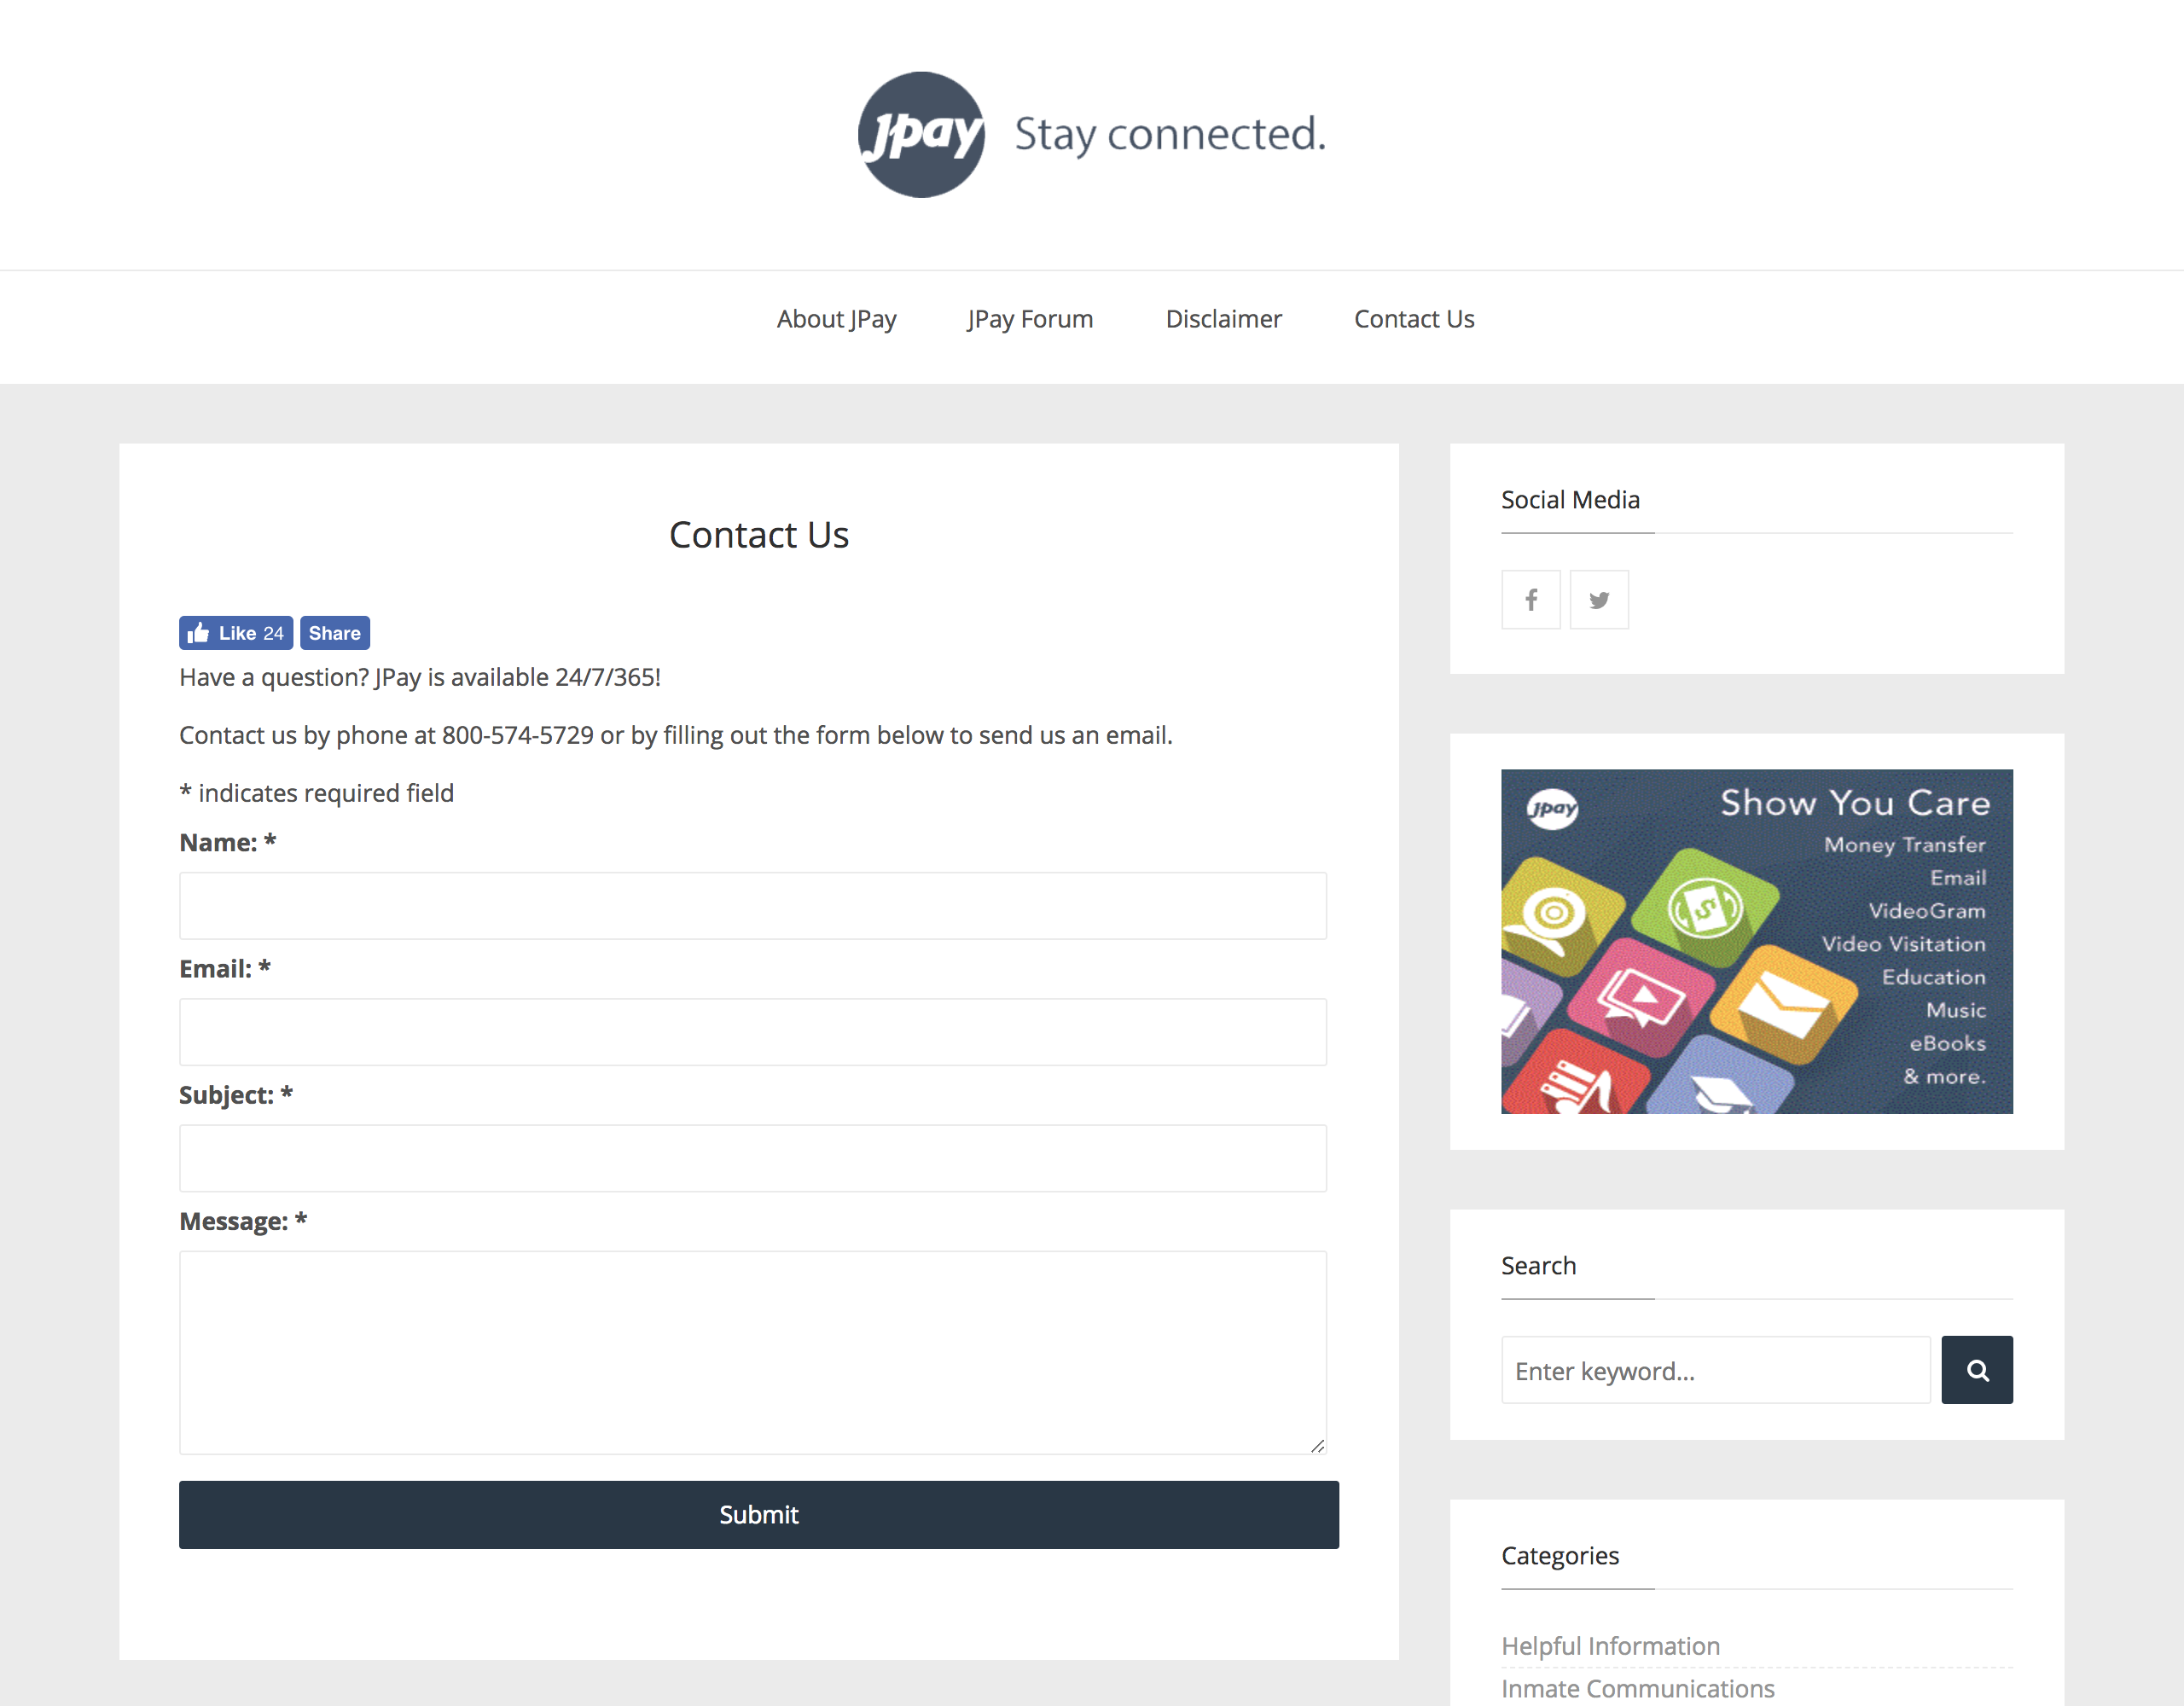 jpay Stay connected.
About JPay JPay Forum Disclaimer Contact Us
Contact Us
Like 24 Share
Have a question? JPay is available 24/7/365!
Contact us by phone at 800-574-5729 or by filling out the form below to send us an email.
* indicates required field
Name: *
Email: *
Subject: *
Message: *
Submit
Social Media
jpay
Show You Care
Money Transfer
Email
VideoGram
Video Visitation
Education
Music
eBooks
& more.
Search
Enter keyword...
Categories
Helpful Information
Inmate Communications